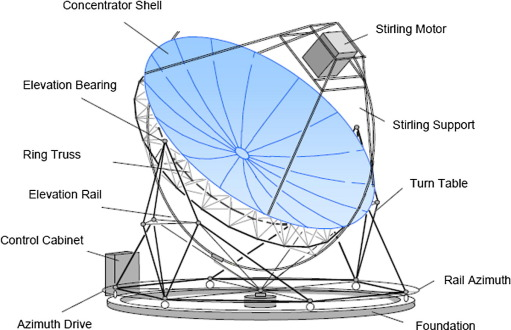 Concentrator Shell
Stirling Motor
Elevation Bearing
Stirling Support
Ring Truss
Turn Table
Elevation Rail
Control Cabinet
Rail Azimuth
Azimuth Drive
Foundation